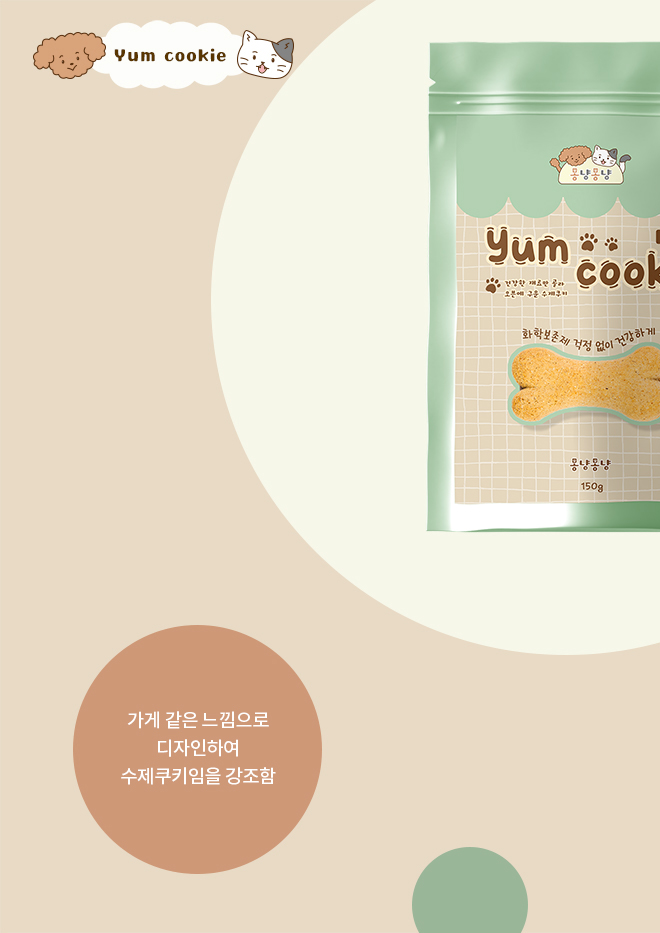 Yum cookie
몽냥몽냥
yum
cook
건강한 재료만 골라
오븐에 구운 수제쿠키
화학보존제 걱정 없이 건강하게
몽냥몽냥
150g
가게 같은 느낌으로
디자인하여
수제쿠키임을 강조함